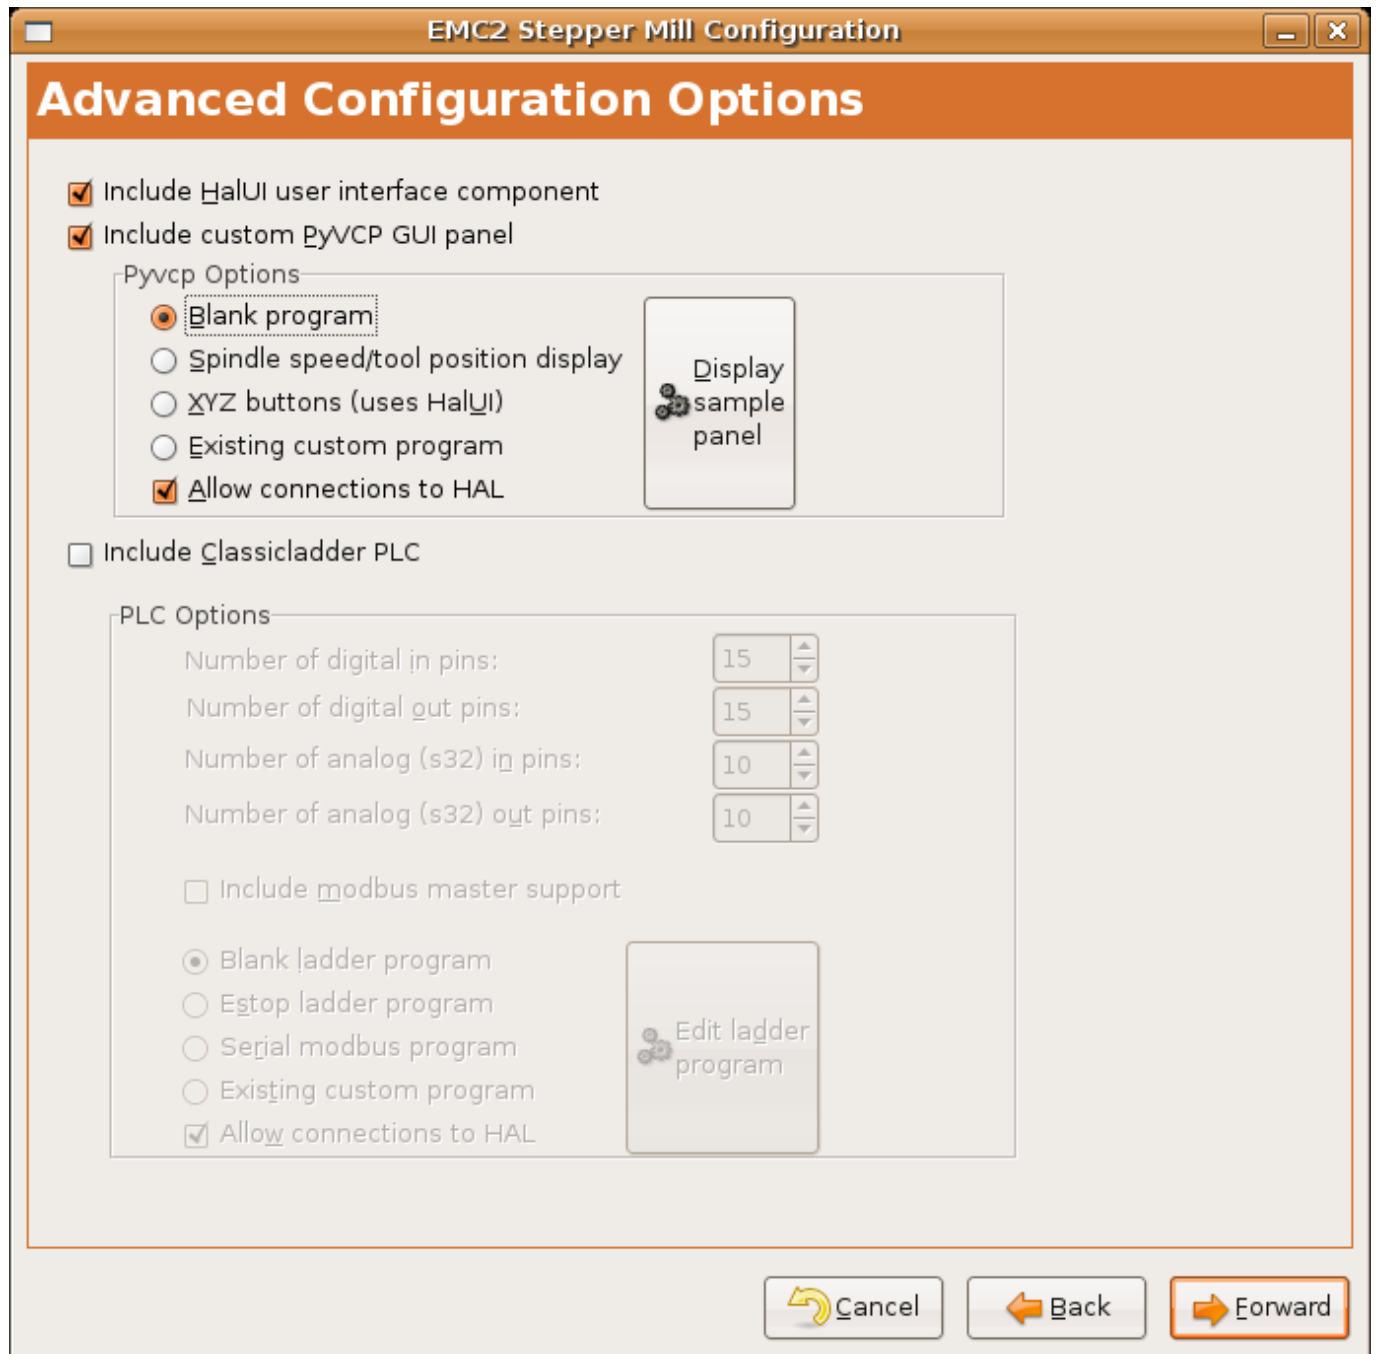 EMC2 Stepper Mill Configuration
Advanced Configuration Options
Include HalUI user interface component
Include custom PyVCP GUI panel
Pyvcp Options
Blank program
Spindle speed/tool position display
XYZ buttons (uses HalUI)
Existing custom program
Allow connections to HAL
Display
sample
panel
Include Classicladder PLC
PLC Options
Number of digital in pins: 15
Number of digital out pins: 15
Number of analog (s32) in pins: 10
Number of analog (s32) out pins: 10
Include modbus master support
Blank ladder program
Estop ladder program
Serial modbus program
Existing custom program
Allow connections to HAL
Edit ladder
program
Cancel Back Forward